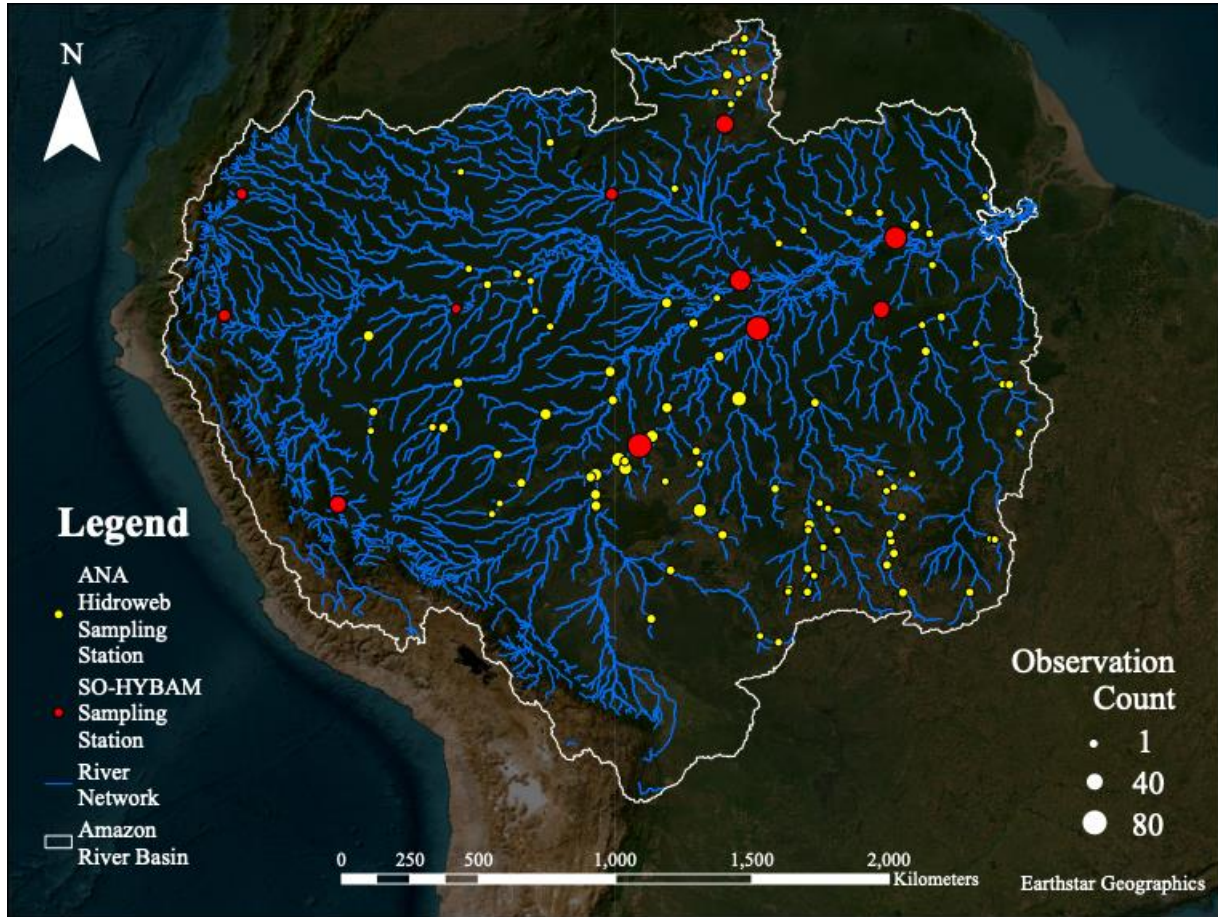 N
Legend
ANA
Hidroweb
Sampling
Station
SO-HYBAM
Sampling
Station
River
Network
Amazon
River Basin
Observation
Count
1
40
80
0 250 500 1,000 1,500 2,000
Kilometers
Earthstar Geographics